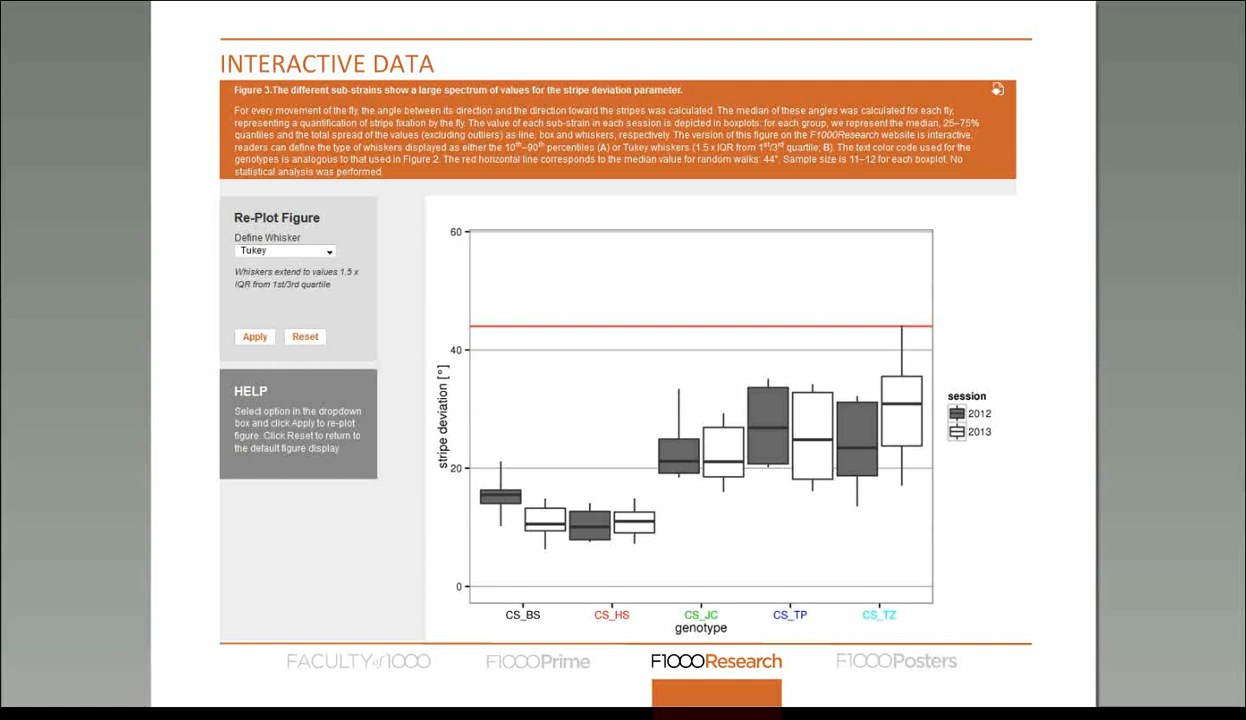 INTERACTIVE DATA
Figure 3.The different sub-strains show a large spectrum of values for the stripe deviation parameter.
For every movement of the fly, the angle between its direction and the direction toward the stripes was calculated. The median of these angles was calculated for each fly,
representing a quantification of stripe fixation by the fly. The value of each sub-strain in each session is depicted in boxplots: for each group, we represent the median, 25–75%
quantiles and the total spread of the values (excluding outliers) as line, box and whiskers, respectively. The version of this figure on the F1000Research website is interactive,
readers can define the type of whiskers displayed as either the 10th–90th percentiles (A) or Tukey whiskers (1.5 x IQR from 1st/3rd quartile; B). The text color code used for the
genotypes is analogous to that used in Figure 2. The red horizontal line corresponds to the median value for random walks: 44°. Sample size is 11–12 for each boxplot. No
statistical analysis was performed.
Re-Plot Figure
Define Whisker
Tukey
Whiskers extend to values 1.5 x
IQR from 1st/3rd quartile
Apply Reset
HELP
Select option in the dropdown
box and click Apply to re-plot
figure. Click Reset to return to
the default figure display
60
40
20
0
stripe deviation [°]
CS_BS CS_HS CS_JC CS_TP CS_TZ
genotype
session
2012
2013
FACULTY of 1000 F1000Prime F1000Research F1000Posters